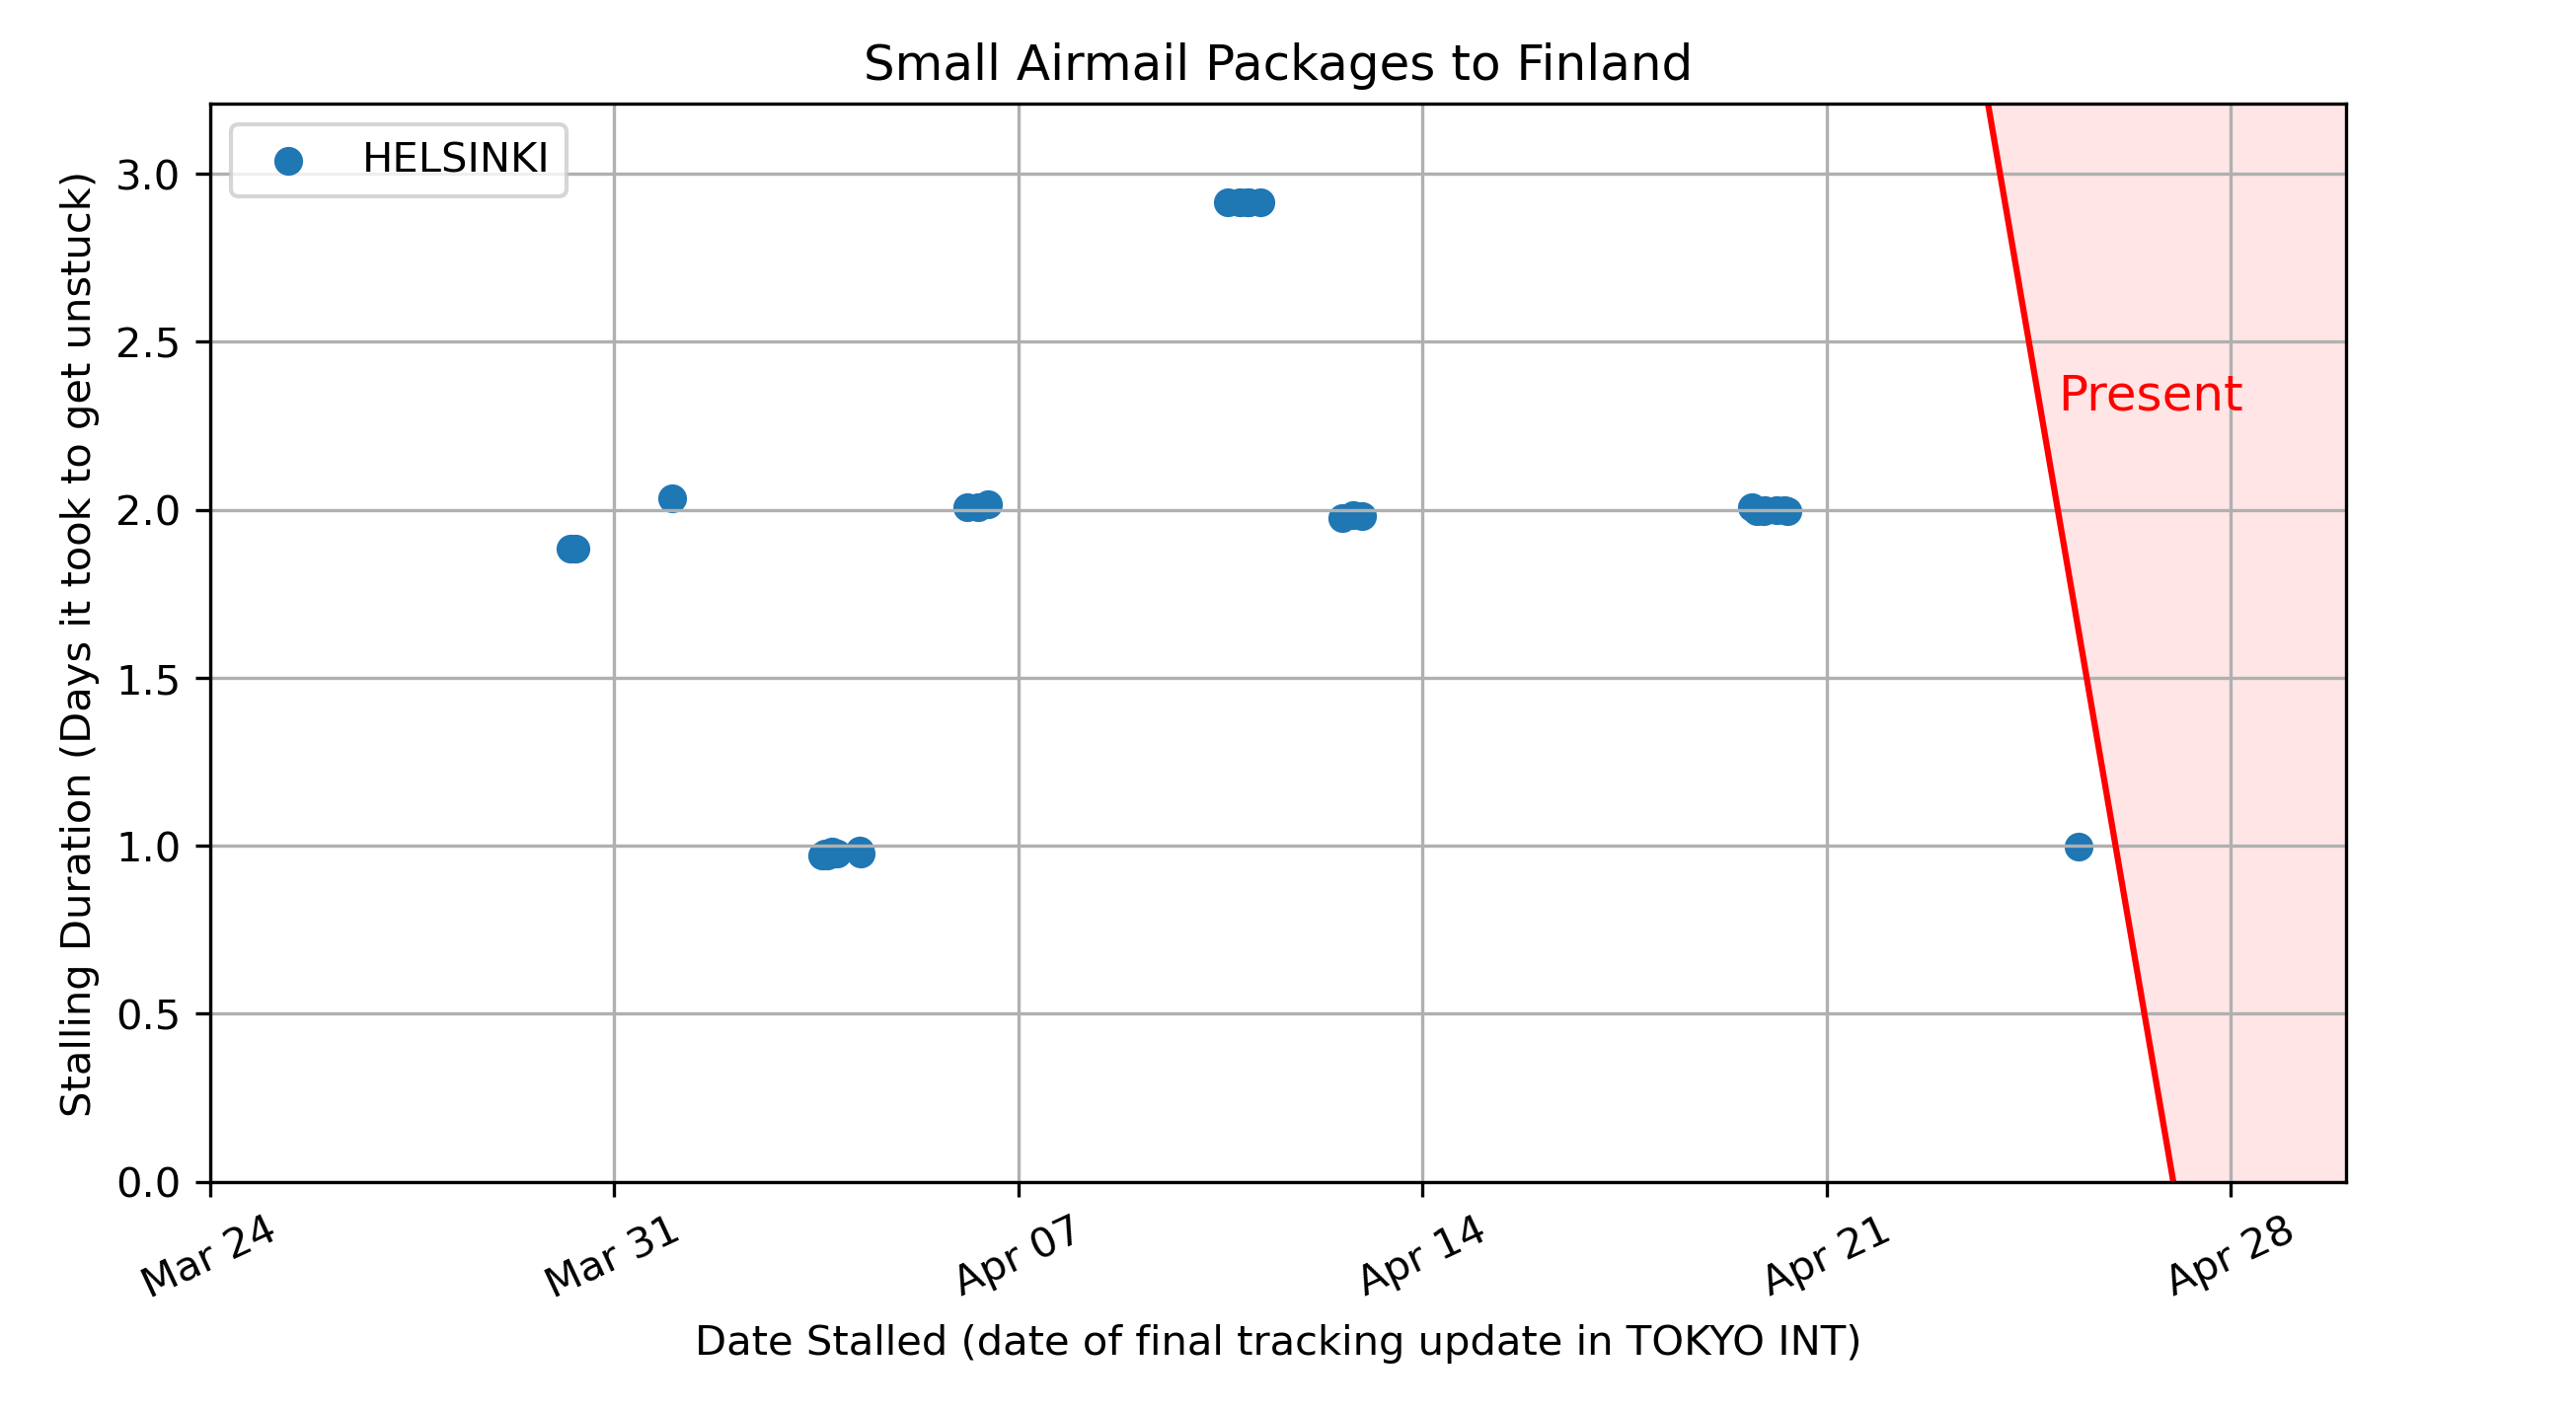 Small Airmail Packages to Finland
HELSINKI
Stalling Duration (Days it took to get unstuck)
3.0
2.5
2.0
1.5
1.0
0.5
0.0
Present
Mar 24
Mar 31
Apr 07
Apr 14
Apr 21
Apr 28
Date Stalled (date of final tracking update in TOKYO INT)